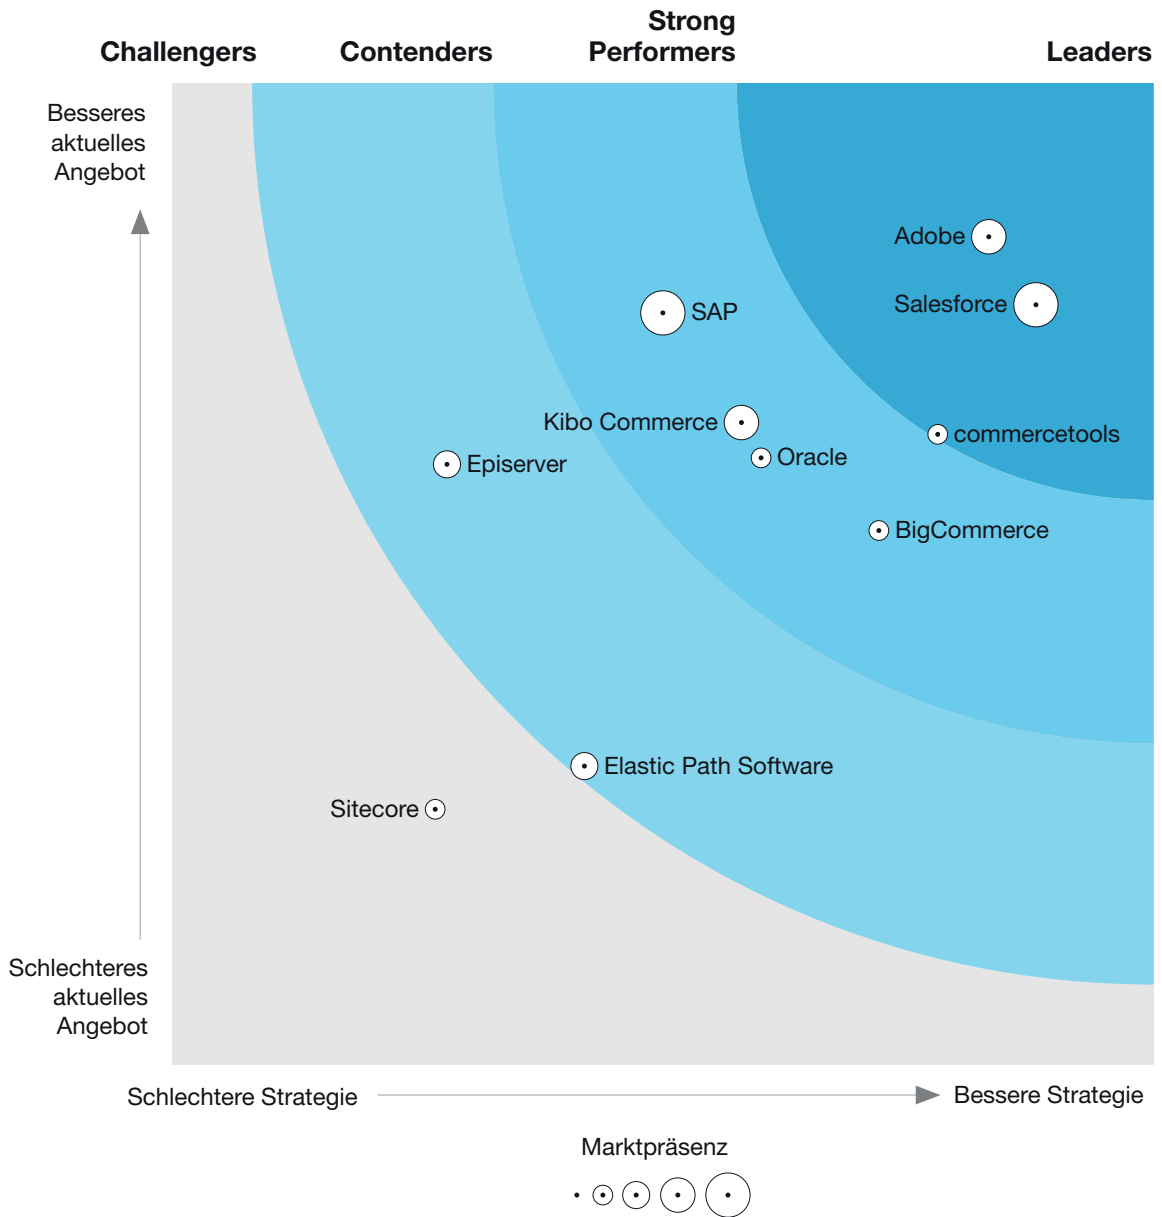 Challengers
Contenders
Strong
Performers
Leaders
Besseres
aktuelles
Angebot
Adobe
Salesforce
SAP
Kibo Commerce
commercetools
Oracle
Episerver
BigCommerce
Elastic Path Software
Sitecore
Schlechteres
aktuelles
Angebot
Schlechtere Strategie
Bessere Strategie
Marktpräsenz